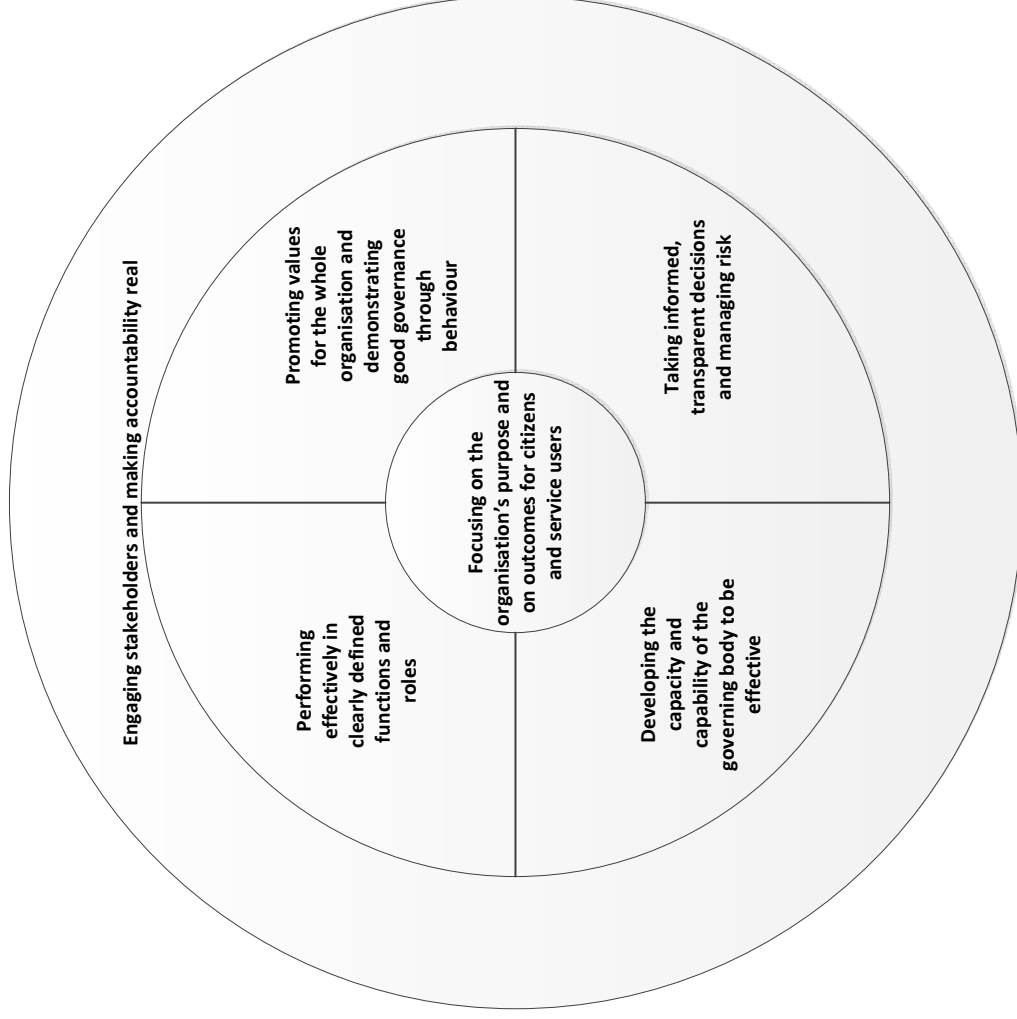 Engaging stakeholders and making accountability real
Performing
effectively in
clearly defined
functions and
roles
Promoting values
for the whole
organisation and
demonstrating
good governance
through
behaviour
Focusing on the
organisation’s purpose and
on outcomes for citizens
and service users
Developing the
capacity and
capability of the
governing body to be
effective
Taking informed,
transparent decisions
and managing risk